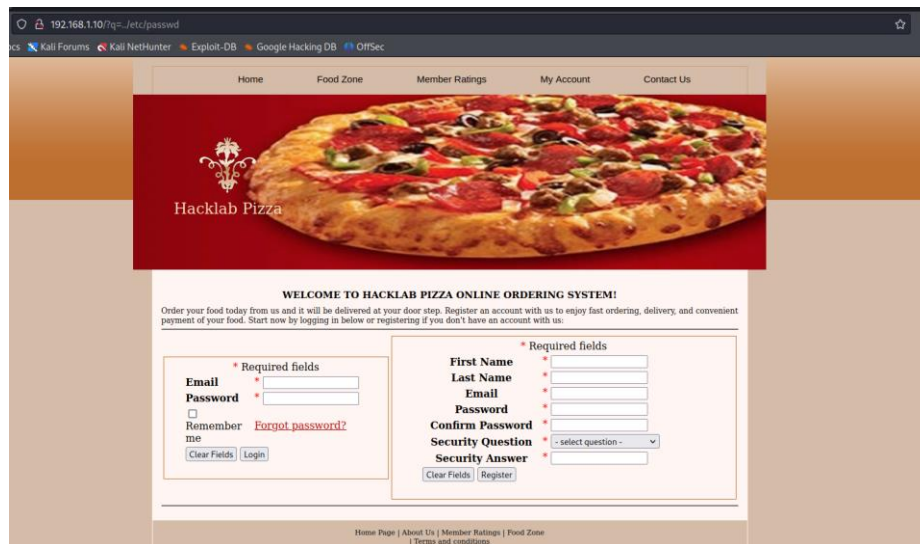 192.168.1.10/?q=../etc/passwd
ocs Kali Forums Kali NetHunter Exploit-DB Google Hacking DB OffSec
Home Food Zone Member Ratings My Account Contact Us
Hacklab Pizza
WELCOME TO HACKLAB PIZZA ONLINE ORDERING SYSTEM!
Order your food today from us and it will be delivered at your door step. Register an account with us to enjoy fast ordering, delivery, and convenient
payment of your food. Start now by logging in below or registering if you don't have an account with us:
* Required fields
Email *
Password *
Remember me Forgot password?
Clear Fields Login
* Required fields
First Name *
Last Name *
Email *
Password *
Confirm Password *
Security Question * - select question -
Security Answer *
Clear Fields Register
Home Page | About Us | Member Ratings | Food Zone
| Terms and conditions